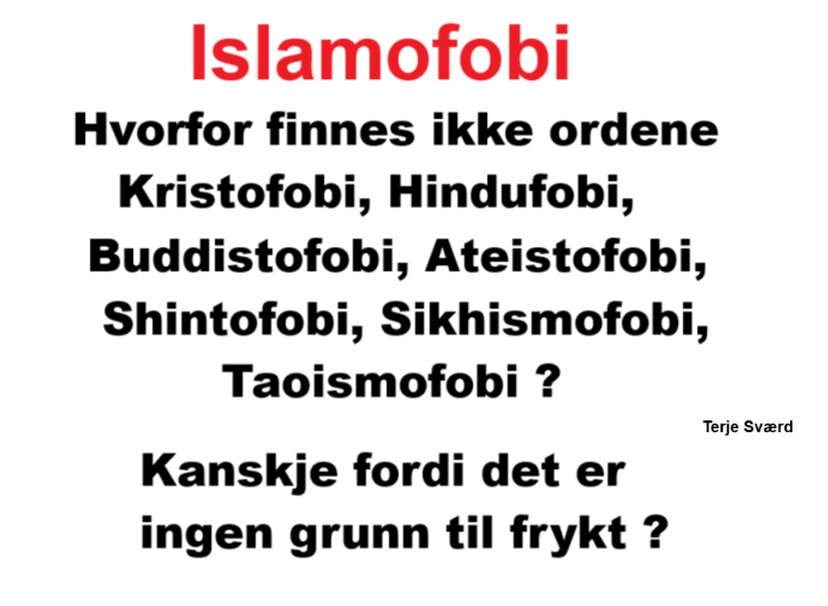 Islamofobi
Hvorfor finnes ikke ordene
Kristofobi, Hindufobi,
Buddistofobi, Ateistofobi,
Shintofobi, Sikhismofobi,
Taoismofobi ?
Terje Sværd
Kanskje fordi det er
ingen grunn til frykt ?